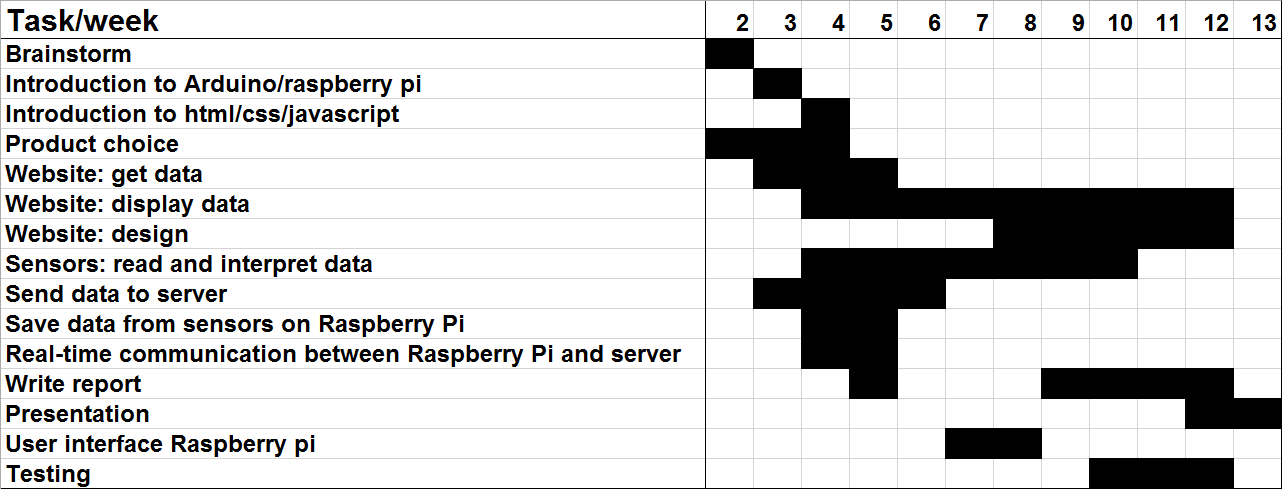 Task/week 2 3 4 5 6 7 8 9 10 11 12 13
Brainstorm
Introduction to Arduino/raspberry pi
Introduction to html/css/javascript
Product choice
Website: get data
Website: display data
Website: design
Sensors: read and interpret data
Send data to server
Save data from sensors on Raspberry Pi
Real-time communication between Raspberry Pi and server
Write report
Presentation
User interface Raspberry pi
Testing